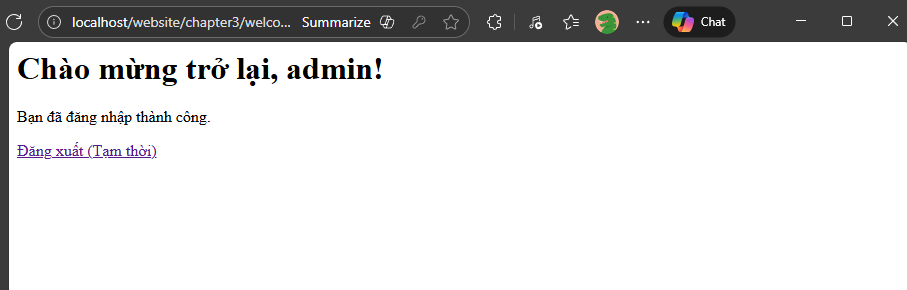 localhost/website/chapter3/welco... Summarize Chat
Chào mừng trở lại, admin!
Bạn đã đăng nhập thành công.
Đăng xuất (Tạm thời)